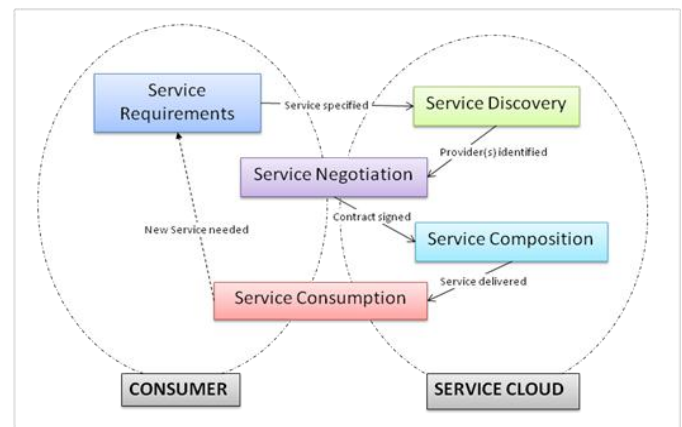 Service
Requirements
Service specified
Service Discovery
Provider(s) identified
Service Negotiation
Contract signed
New Service needed
Service Composition
Service delivered
Service Consumption
CONSUMER
SERVICE CLOUD